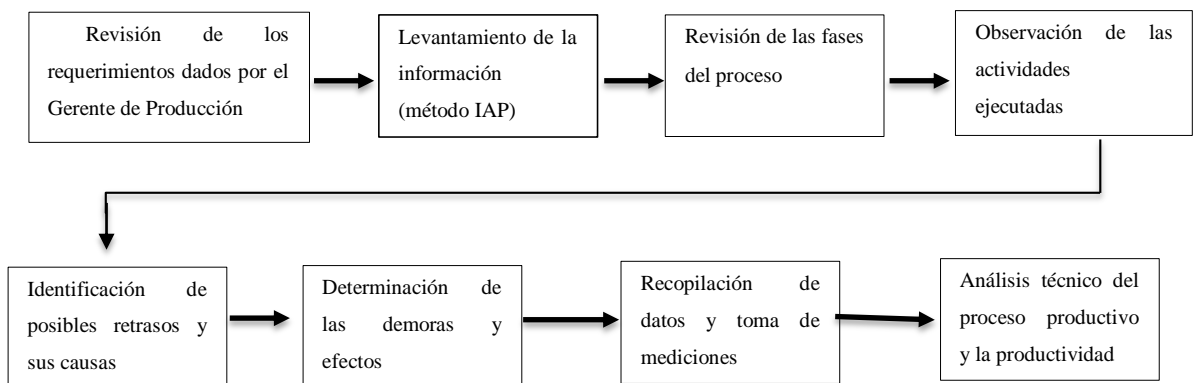 Revisión de los
requerimientos dados por el
Gerente de Producción
Levantamiento de la
información
(método IAP)
Revisión de las fases
del proceso
Observación de las
actividades
ejecutadas
Identificación de
posibles retrasos y
sus causas
Determinación de
las demoras y
efectos
Recopilación de
datos y toma de
mediciones
Análisis técnico del
proceso productivo
y la productividad